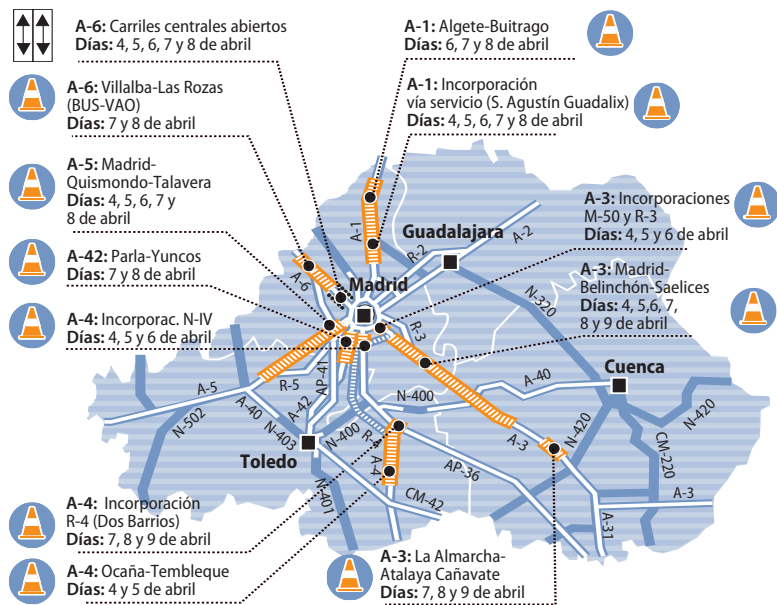 A-6: Carriles centrales abiertos
Días: 4, 5, 6, 7 y 8 de abril
A-6: Villalba-Las Rozas
(BUS-VAO)
Días: 7 y 8 de abril
A-5: Madrid-
Quismondo-Talavera
Días: 4, 5, 6, 7 y
8 de abril
A-42: Parla-Yuncos
Días: 7 y 8 de abril
A-4: Incorporac. N-IV
Días: 4, 5 y 6 de abril
A-1: Algete-Buitrago
Días: 6, 7 y 8 de abril
A-1: Incorporación
vía servicio (S. Agustín Guadalix)
Días: 4, 5, 6, 7 y 8 de abril
A-3: Incorporaciones
M-50 y R-3
Días: 4, 5 y 6 de abril
A-3: Madrid-
Belinchón-Saelices
Días: 4, 5,6, 7,
8 y 9 de abril
A-1
Guadalajara
R-2
A-2
A-6
Madrid
N-320
R-3
Cuenca
AP-41
A-5
R-5
A-42
A-40
N-400
A-40
N-502
N-403
N-400
R-4
A-3
N-420
N-420
Toledo
A-4
AP-36
CM-220
N-401
CM-42
A-3
A-31
A-4: Incorporación
R-4 (Dos Barrios)
Días: 7, 8 y 9 de abril
A-4: Ocaña-Tembleque
Días: 4 y 5 de abril
A-3: La Almarcha-
Atalaya Cañavate
Días: 7, 8 y 9 de abril